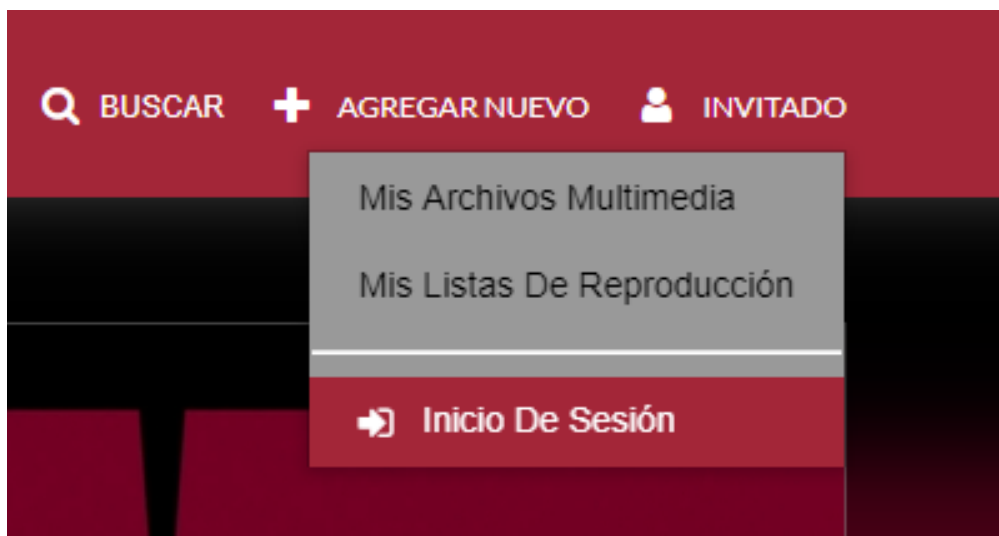 BUSCAR AGREGAR NUEVO INVITADO
Mis Archivos Multimedia
Mis Listas De Reproducción
Inicio De Sesión